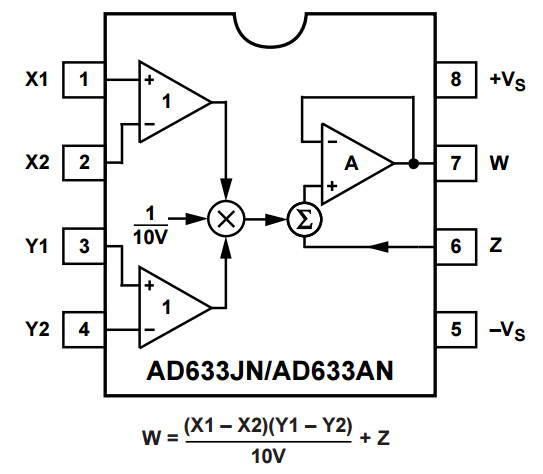 X1 1 + 1 8 +VS
X2 2 – – A + 7 W
1
10V
× Σ
Y1 3 + 1 6 Z
Y2 4 – 5 –VS
AD633JN/AD633AN
W = (X1 – X2)(Y1 – Y2) + Z
10V